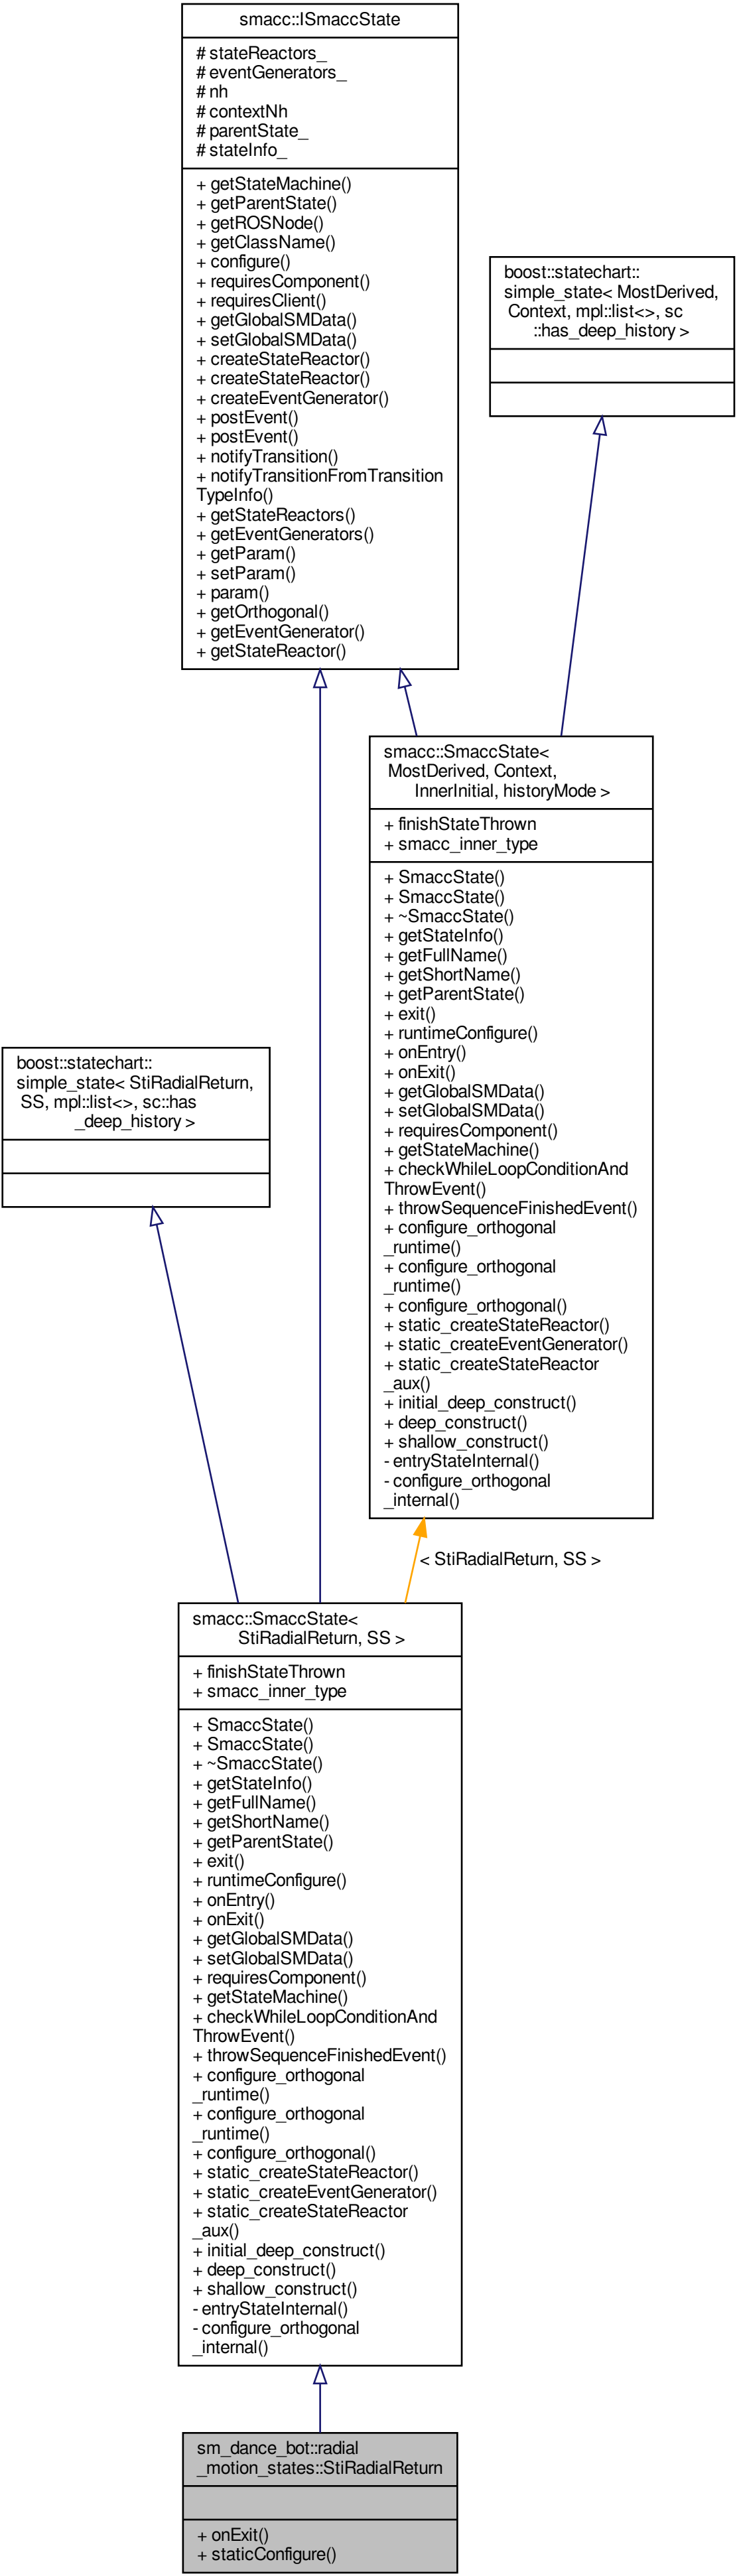 smacc::ISmaccState
# stateReactors_
# eventGenerators_
# nh
# contextNh
# parentState_
# stateInfo_
+ getStateMachine()
+ getParentState()
+ getROSNode()
+ getClassName()
+ configure()
+ requiresComponent()
+ requiresClient()
+ getGlobalSMData()
+ setGlobalSMData()
+ createStateReactor()
+ createStateReactor()
+ createEventGenerator()
+ postEvent()
+ postEvent()
+ notifyTransition()
+ notifyTransitionFromTransition
TypeInfo()
+ getStateReactors()
+ getEventGenerators()
+ getParam()
+ setParam()
+ param()
+ getOrthogonal()
+ getEventGenerator()
+ getStateReactor()
boost::statechart::
simple_state< MostDerived,
Context, mpl::list<>, sc
::has_deep_history >
smacc::SmaccState<
MostDerived, Context,
InnerInitial, historyMode >
+ finishStateThrown
+ smacc_inner_type
+ SmaccState()
+ SmaccState()
+ ~SmaccState()
+ getStateInfo()
+ getFullName()
+ getShortName()
+ getParentState()
+ exit()
+ runtimeConfigure()
+ onEntry()
+ onExit()
+ getGlobalSMData()
+ setGlobalSMData()
+ requiresComponent()
+ getStateMachine()
+ checkWhileLoopConditionAnd
ThrowEvent()
+ throwSequenceFinishedEvent()
+ configure_orthogonal
_runtime()
+ configure_orthogonal
_runtime()
+ configure_orthogonal()
+ static_createStateReactor()
+ static_createEventGenerator()
+ static_createStateReactor
_aux()
+ initial_deep_construct()
+ deep_construct()
+ shallow_construct()
- entryStateInternal()
- configure_orthogonal
_internal()
boost::statechart::
simple_state< StiRadialReturn,
SS, mpl::list<>, sc::has
_deep_history >
< StiRadialReturn, SS >
smacc::SmaccState<
StiRadialReturn, SS >
+ finishStateThrown
+ smacc_inner_type
+ SmaccState()
+ SmaccState()
+ ~SmaccState()
+ getStateInfo()
+ getFullName()
+ getShortName()
+ getParentState()
+ exit()
+ runtimeConfigure()
+ onEntry()
+ onExit()
+ getGlobalSMData()
+ setGlobalSMData()
+ requiresComponent()
+ getStateMachine()
+ checkWhileLoopConditionAnd
ThrowEvent()
+ throwSequenceFinishedEvent()
+ configure_orthogonal
_runtime()
+ configure_orthogonal
_runtime()
+ configure_orthogonal()
+ static_createStateReactor()
+ static_createEventGenerator()
+ static_createStateReactor
_aux()
+ initial_deep_construct()
+ deep_construct()
+ shallow_construct()
- entryStateInternal()
- configure_orthogonal
_internal()
sm_dance_bot::radial
_motion_states::StiRadialReturn
+ onExit()
+ staticConfigure()